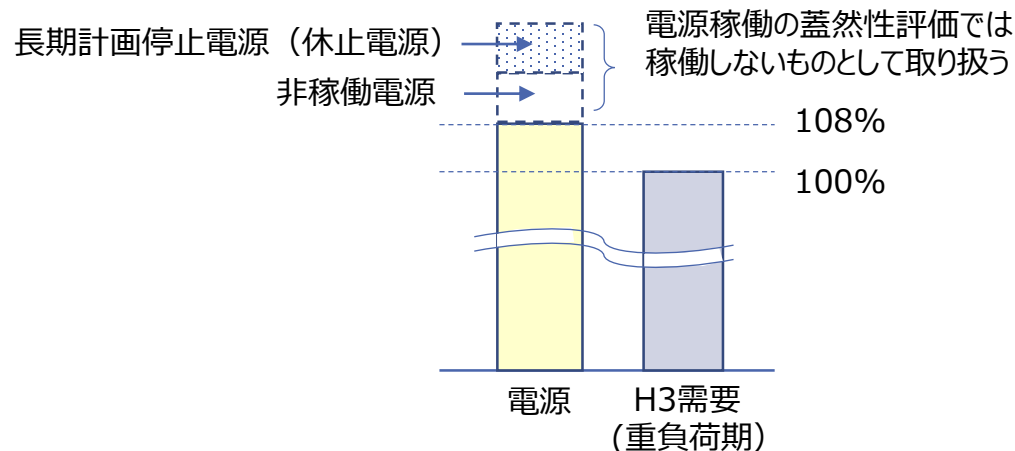 長期計画停止電源（休止電源）
非稼働電源
電源稼働の蓋然性評価では
稼働しないものとして取り扱う
108%
100%
電源
H3需要
(重負荷期）